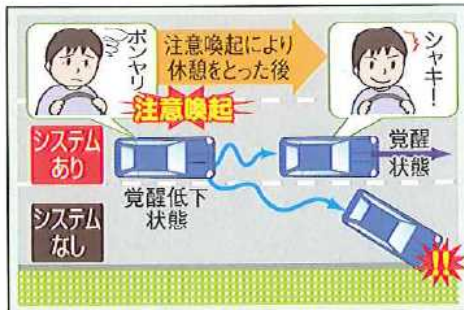 ボンヤリ
注意喚起により
休憩をとった後
シャキー!
注意喚起
システム
あり
覚醒
状態
覚醒低下
状態
システム
なし
!!